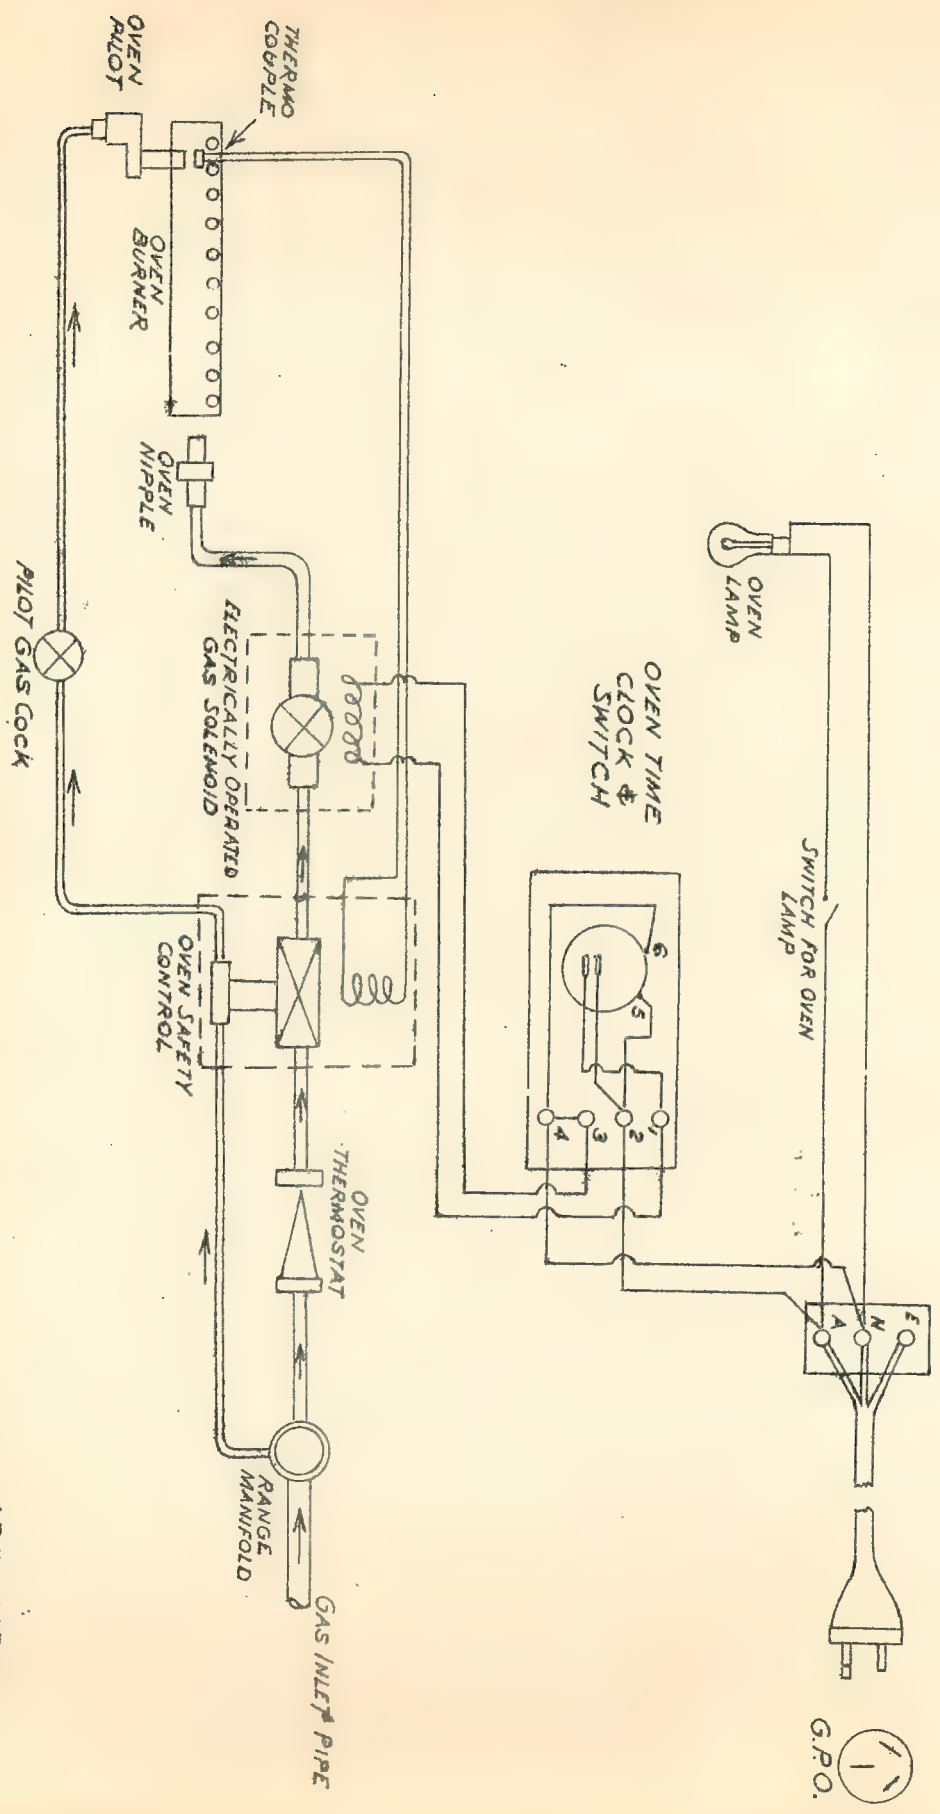 G.P.O.
E
N
A
SWITCH FOR OVEN
LAMP
OVEN
LAMP
OVEN TIME
CLOCK &
SWITCH
6
5
1
2
3
4
THERMO
COUPLE
OVEN
PILOT
OVEN
BURNER
OVEN
NIPPLE
ELECTRICALLY OPERATED
GAS SOLENOID
OVEN SAFETY
CONTROL
OVEN
THERMOSTAT
RANGE
MANIFOLD
GAS INLET PIPE
PILOT GAS COCK